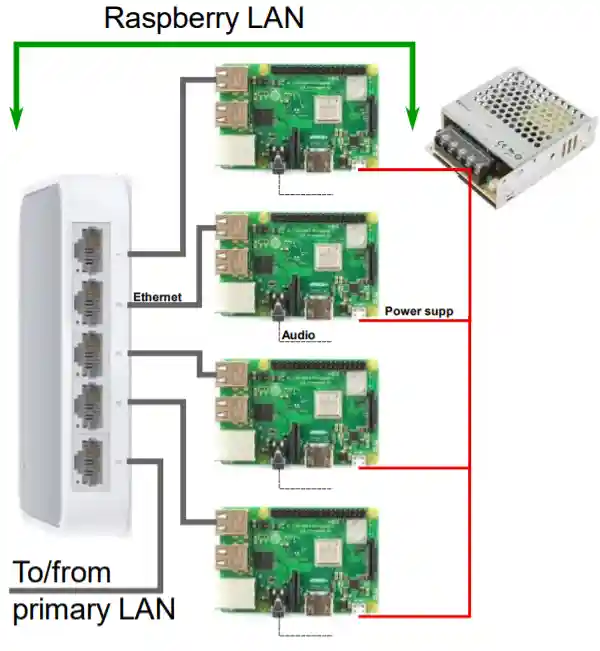 Raspberry LAN
Ethernet
Audio
Power supp
To/from
primary LAN